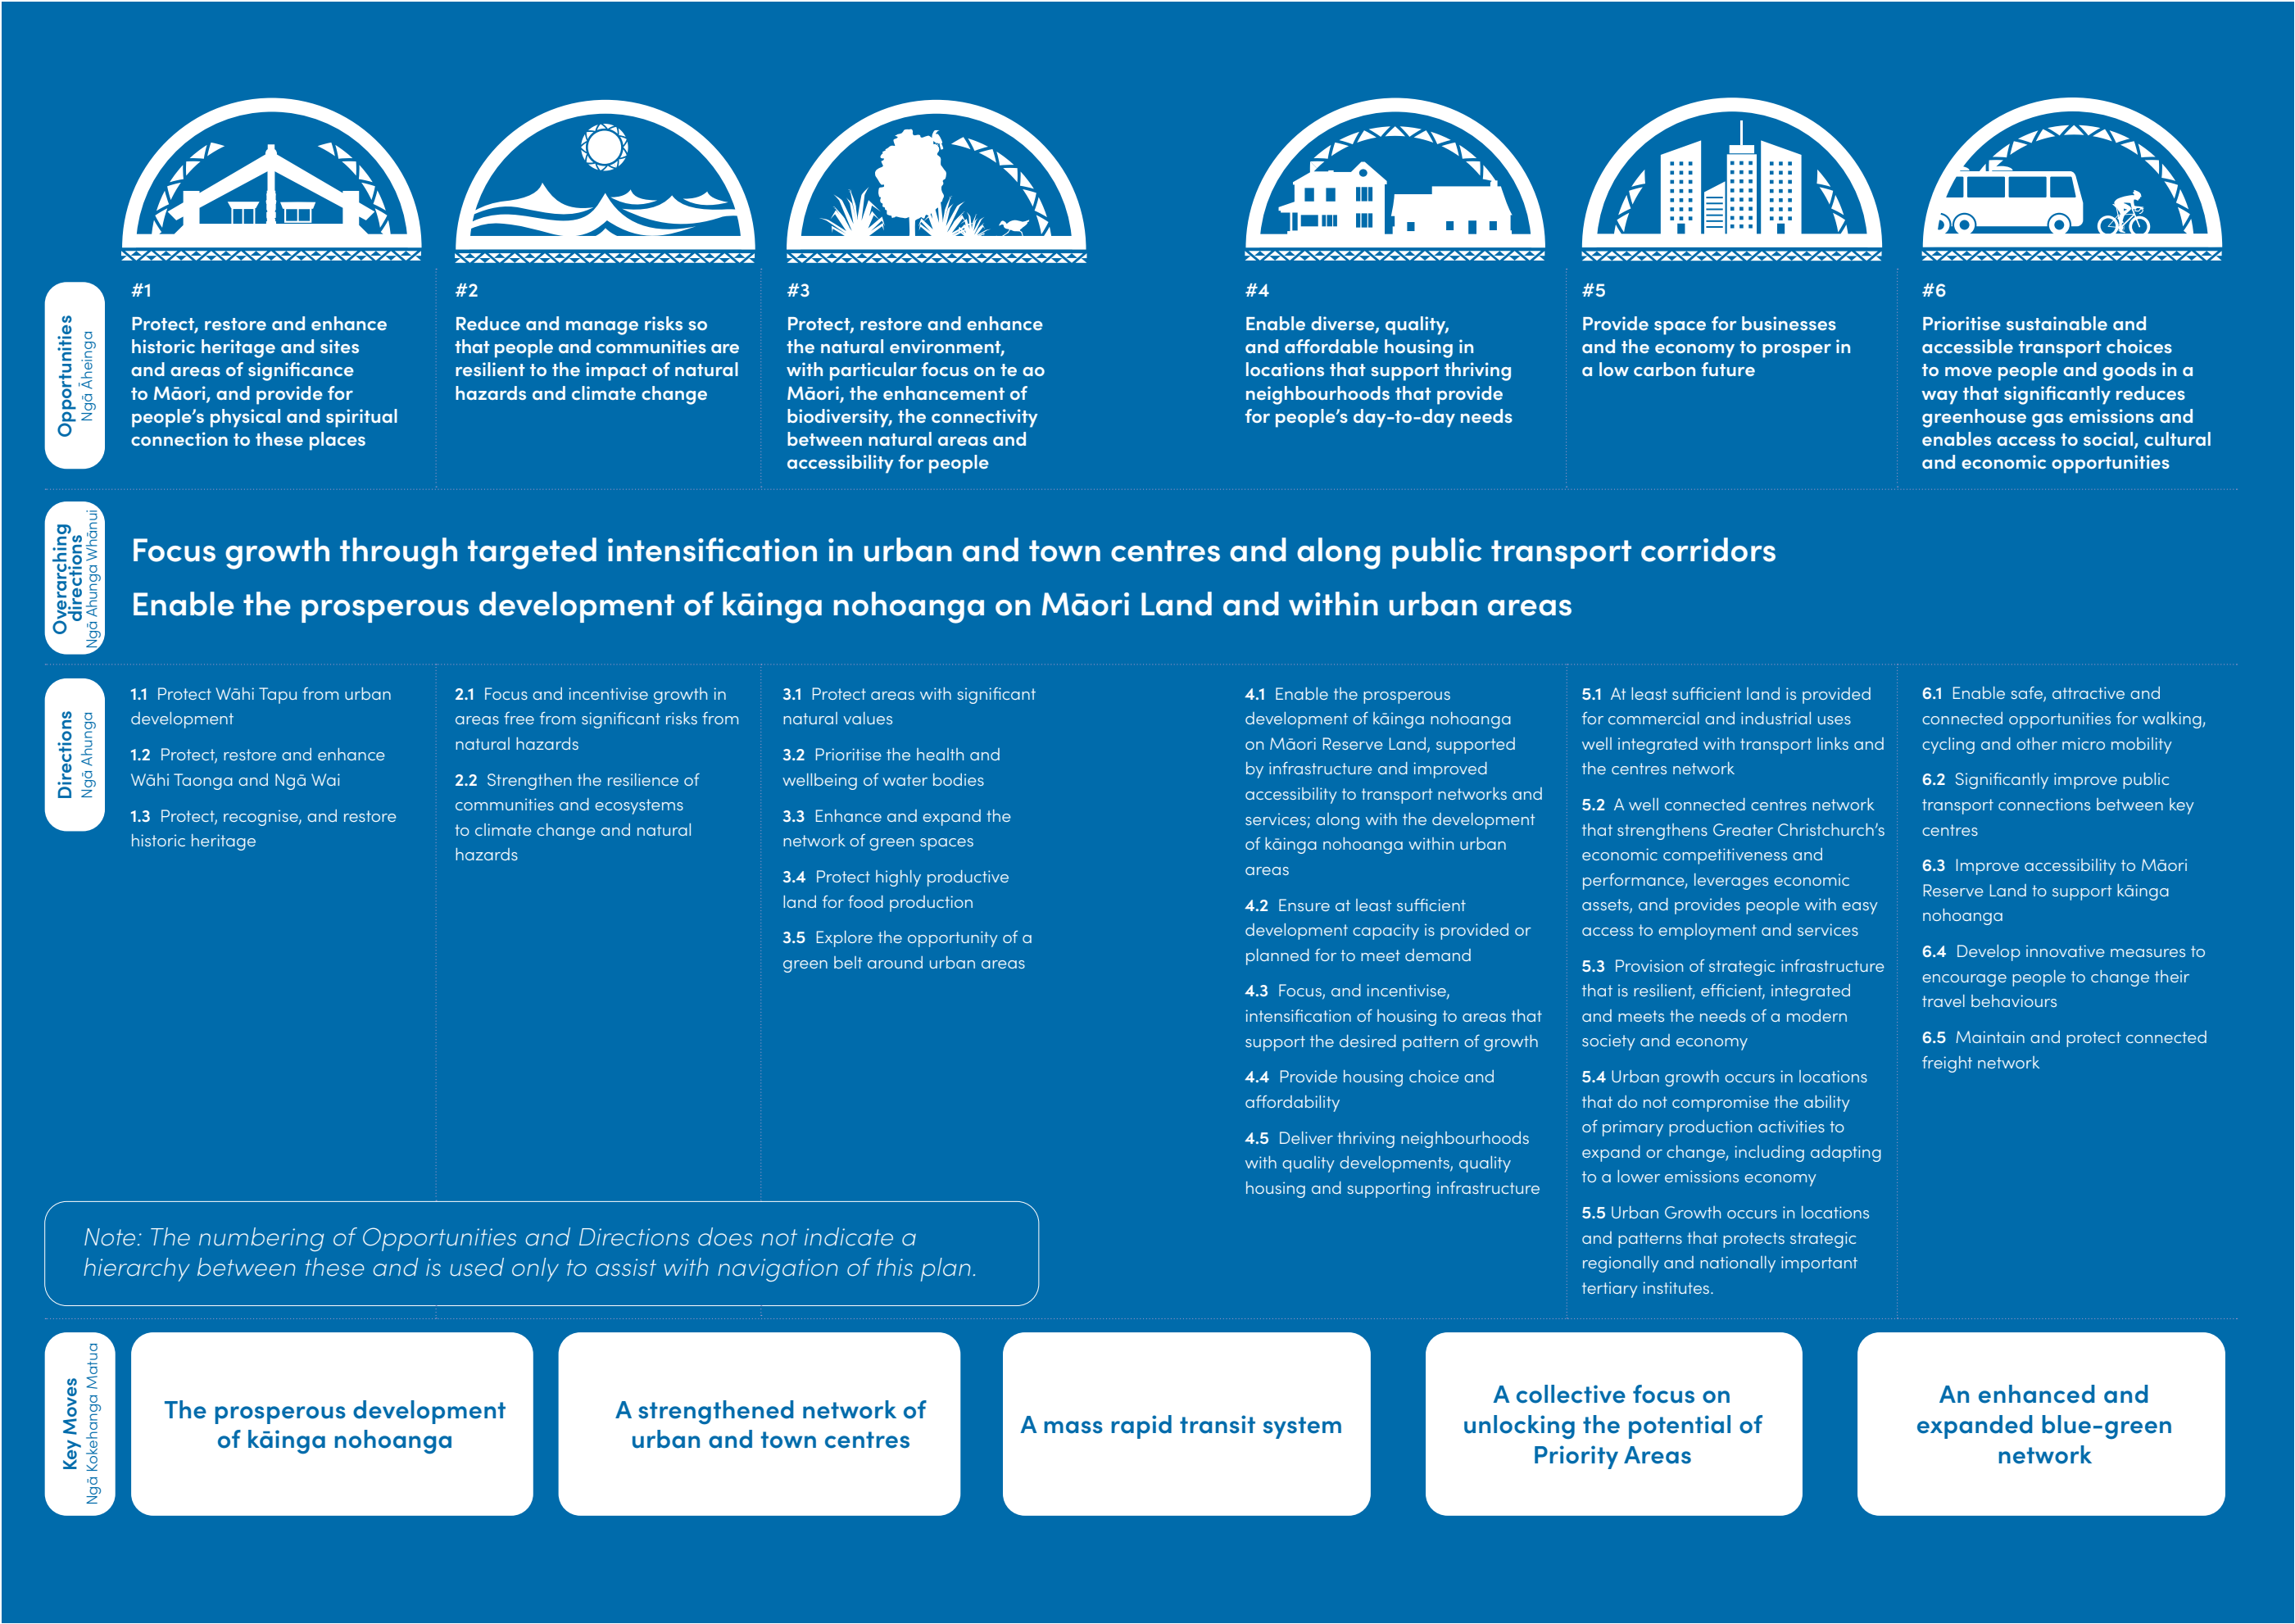 Opportunities
Ngā Āheinga
#1
Protect, restore and enhance
historic heritage and sites
and areas of significance
to Māori, and provide for
people's physical and spiritual
connection to these places
#2
Reduce and manage risks so
that people and communities are
resilient to the impact of natural
hazards and climate change
#3
Protect, restore and enhance
the natural environment,
with particular focus on te ao
Māori, the enhancement of
biodiversity, the connectivity
between natural areas and
accessibility for people
#4
Enable diverse, quality,
and affordable housing in
locations that support thriving
neighbourhoods that provide
for people's day-to-day needs
#5
Provide space for businesses
and the economy to prosper in
a low carbon future
#6
Prioritise sustainable and
accessible transport choices
to move people and goods in a
way that significantly reduces
greenhouse gas emissions and
enables access to social, cultural
and economic opportunities
Overarching
directions
Ngā Ahunga Whānui
Focus growth through targeted intensification in urban and town centres and along public transport corridors
Enable the prosperous development of kāinga nohoanga on Māori Land and within urban areas
Directions
Ngā Ahunga
1.1 Protect Wāhi Tapu from urban
development
1.2 Protect, restore and enhance
Wāhi Taonga and Ngā Wai
1.3 Protect, recognise, and restore
historic heritage
2.1 Focus and incentivise growth in
areas free from significant risks from
natural hazards
2.2 Strengthen the resilience of
communities and ecosystems
to climate change and natural
hazards
3.1 Protect areas with significant
natural values
3.2 Prioritise the health and
wellbeing of water bodies
3.3 Enhance and expand the
network of green spaces
3.4 Protect highly productive
land for food production
3.5 Explore the opportunity of a
green belt around urban areas
4.1 Enable the prosperous
development of kāinga nohoanga
on Māori Reserve Land, supported
by infrastructure and improved
accessibility to transport networks and
services; along with the development
of kāinga nohoanga within urban
areas
4.2 Ensure at least sufficient
development capacity is provided or
planned for to meet demand
4.3 Focus, and incentivise,
intensification of housing to areas that
support the desired pattern of growth
4.4 Provide housing choice and
affordability
4.5 Deliver thriving neighbourhoods
with quality developments, quality
housing and supporting infrastructure
5.1 At least sufficient land is provided
for commercial and industrial uses
well integrated with transport links and
the centres network
5.2 A well connected centres network
that strengthens Greater Christchurch's
economic competitiveness and
performance, leverages economic
assets, and provides people with easy
access to employment and services
5.3 Provision of strategic infrastructure
that is resilient, efficient, integrated
and meets the needs of a modern
society and economy
5.4 Urban growth occurs in locations
that do not compromise the ability
of primary production activities to
expand or change, including adapting
to a lower emissions economy
5.5 Urban Growth occurs in locations
and patterns that protects strategic
regionally and nationally important
tertiary institutes.
6.1 Enable safe, attractive and
connected opportunities for walking,
cycling and other micro mobility
6.2 Significantly improve public
transport connections between key
centres
6.3 Improve accessibility to Māori
Reserve Land to support kāinga
nohoanga
6.4 Develop innovative measures to
encourage people to change their
travel behaviours
6.5 Maintain and protect connected
freight network
Note: The numbering of Opportunities and Directions does not indicate a
hierarchy between these and is used only to assist with navigation of this plan.
Key Moves
Ngā Kokehanga Matua
The prosperous development
of kāinga nohoanga
A strengthened network of
urban and town centres
A mass rapid transit system
A collective focus on
unlocking the potential of
Priority Areas
An enhanced and
expanded blue-green
network